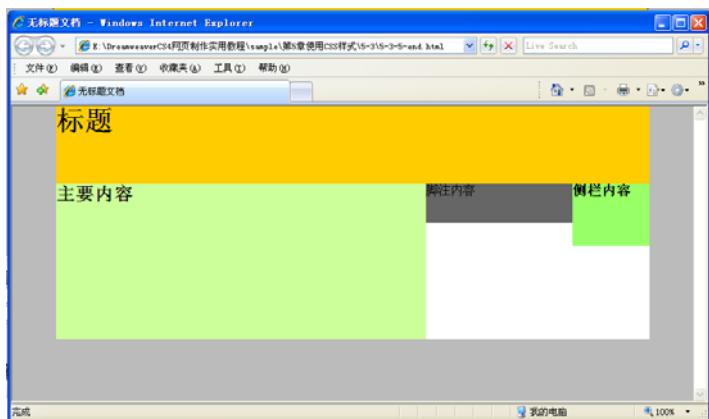 无标题文档 - Windows Internet Explorer
E:\DreamweaverCS4网页制作实用教程\sample\第5章使用CSS样式\5-3\5-3-5-end.html
Live Search
文件(F) 编辑(E) 查看(V) 收藏夹(A) 工具(T) 帮助(H)
无标题文档
标题
主要内容
脚注内容
侧栏内容
完成
我的电脑
100%